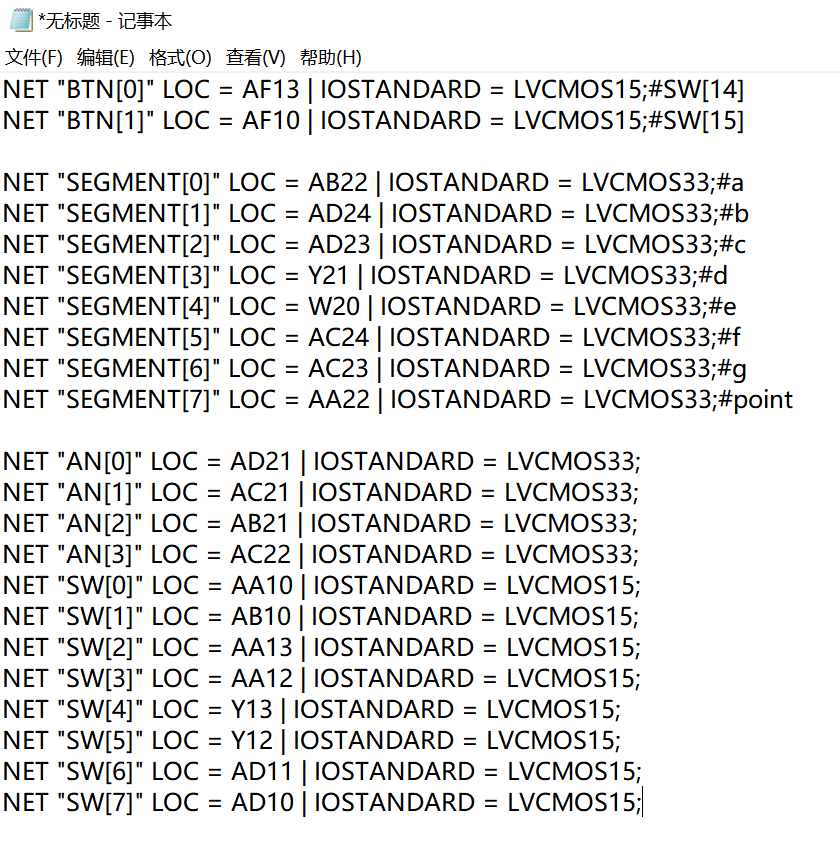 *无标题 - 记事本
文件(F) 编辑(E) 格式(O) 查看(V) 帮助(H)
NET "BTN[0]" LOC = AF13 | IOSTANDARD = LVCMOS15;#SW[14]
NET "BTN[1]" LOC = AF10 | IOSTANDARD = LVCMOS15;#SW[15]
NET "SEGMENT[0]" LOC = AB22 | IOSTANDARD = LVCMOS33;#a
NET "SEGMENT[1]" LOC = AD24 | IOSTANDARD = LVCMOS33;#b
NET "SEGMENT[2]" LOC = AD23 | IOSTANDARD = LVCMOS33;#c
NET "SEGMENT[3]" LOC = Y21 | IOSTANDARD = LVCMOS33;#d
NET "SEGMENT[4]" LOC = W20 | IOSTANDARD = LVCMOS33;#e
NET "SEGMENT[5]" LOC = AC24 | IOSTANDARD = LVCMOS33;#f
NET "SEGMENT[6]" LOC = AC23 | IOSTANDARD = LVCMOS33;#g
NET "SEGMENT[7]" LOC = AA22 | IOSTANDARD = LVCMOS33;#point
NET "AN[0]" LOC = AD21 | IOSTANDARD = LVCMOS33;
NET "AN[1]" LOC = AC21 | IOSTANDARD = LVCMOS33;
NET "AN[2]" LOC = AB21 | IOSTANDARD = LVCMOS33;
NET "AN[3]" LOC = AC22 | IOSTANDARD = LVCMOS33;
NET "SW[0]" LOC = AA10 | IOSTANDARD = LVCMOS15;
NET "SW[1]" LOC = AB10 | IOSTANDARD = LVCMOS15;
NET "SW[2]" LOC = AA13 | IOSTANDARD = LVCMOS15;
NET "SW[3]" LOC = AA12 | IOSTANDARD = LVCMOS15;
NET "SW[4]" LOC = Y13 | IOSTANDARD = LVCMOS15;
NET "SW[5]" LOC = Y12 | IOSTANDARD = LVCMOS15;
NET "SW[6]" LOC = AD11 | IOSTANDARD = LVCMOS15;
NET "SW[7]" LOC = AD10 | IOSTANDARD = LVCMOS15;